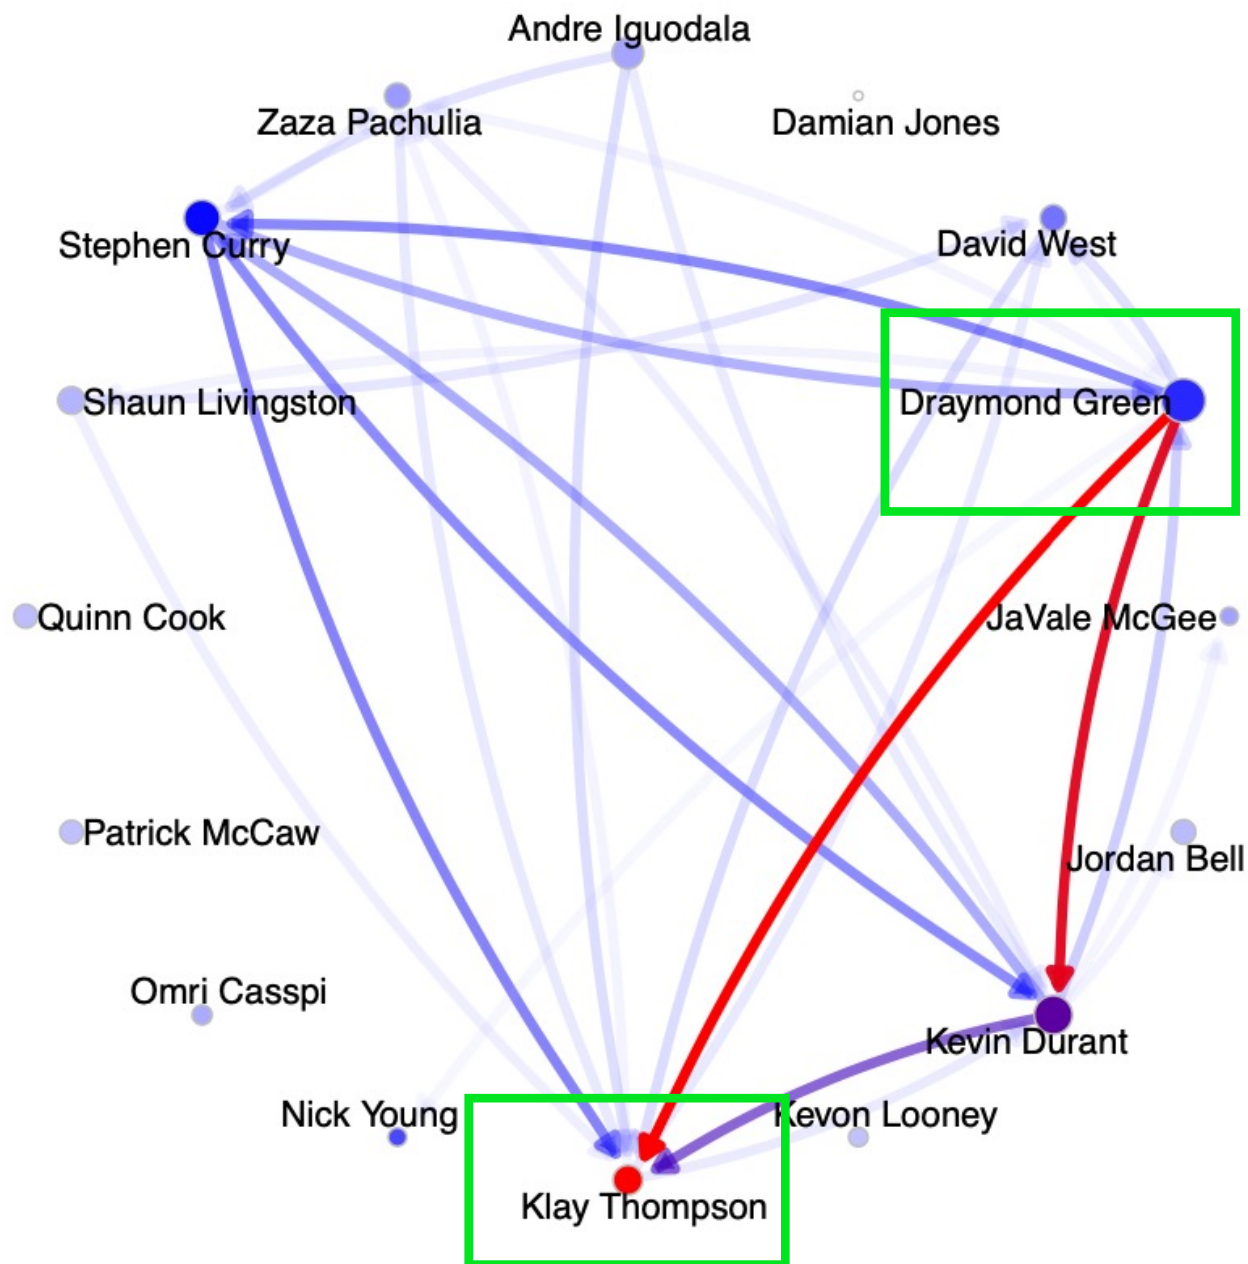 Andre Iguodala
Zaza Pachulia
Damian Jones
Stephen Curry
David West
Shaun Livingston
Draymond Green
Quinn Cook
JaVale McGee
Patrick McCaw
Jordan Bell
Omri Casspi
Kevin Durant
Nick Young
Kevon Looney
Klay Thompson